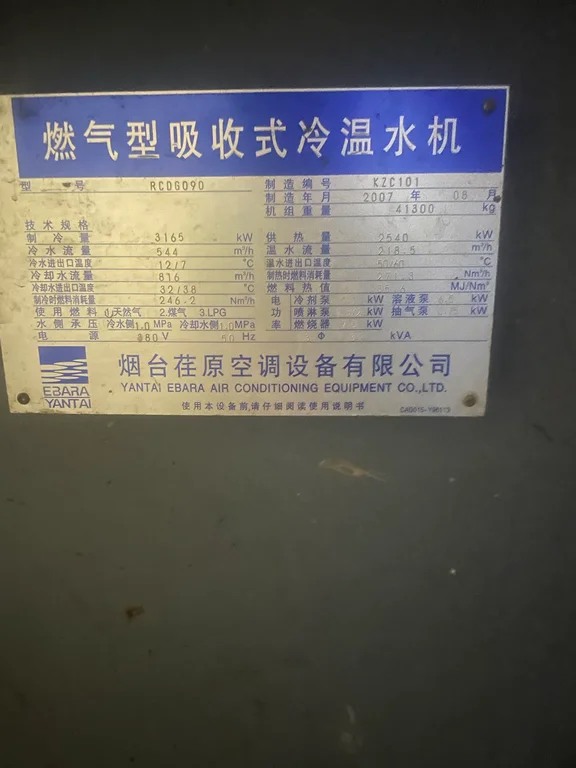 燃气型吸收式冷温水机
型 号 RCDG090 制造编号 KZC101
制造年月 2007 年 08 月
机组重量 41300 kg
技术规格
制冷量 3165 kW 供热量 2540 kW
冷水流量 544 m³/h 温水流量 218.5 m³/h
冷水进出口温度 12/7 ℃ 温水进出口温度 50/60 ℃
冷却水流量 816 m³/h 制热时燃料消耗量 Nm³/h
冷却水进出口温度 32/38 ℃ 燃料热值 MJ/Nm³
制冷时燃料消耗量 246.2 Nm³/h 电 冷剂泵 kW 溶液泵 kW
使用燃料 1.天然气 2.煤气 3.LPG 功 喷淋泵 kW 抽气泵 kW
水侧承压 冷水侧1.0 MPa 冷却水侧1.0 MPa 率 燃烧器 kW
电 源 380 V 50 Hz Φ kVA
EBARA YANTAI
烟台荏原空调设备有限公司
YANTAI EBARA AIR CONDITIONING EQUIPMENT CO.,LTD.
使用本设备前,请仔细阅读使用说明书